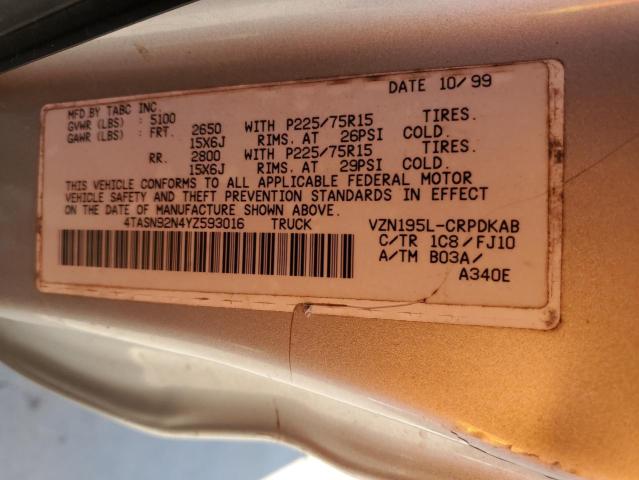 DATE 10/99
MFD BY TABC INC.
GVWR (LBS) : 5100
GAWR (LBS) : FRT. 2650 WITH P225/75R15 TIRES.
15X6J RIMS. AT 26PSI COLD.
RR. 2800 WITH P225/75R15 TIRES.
15X6J RIMS. AT 29PSI COLD.
THIS VEHICLE CONFORMS TO ALL APPLICABLE FEDERAL MOTOR
VEHICLE SAFETY AND THEFT PREVENTION STANDARDS IN EFFECT
ON THE DATE OF MANUFACTURE SHOWN ABOVE.
4TASN92N4YZ593016 TRUCK VZN195L-CRPDKAB
C/TR 1C8/FJ10
A/TM B03A/
A340E